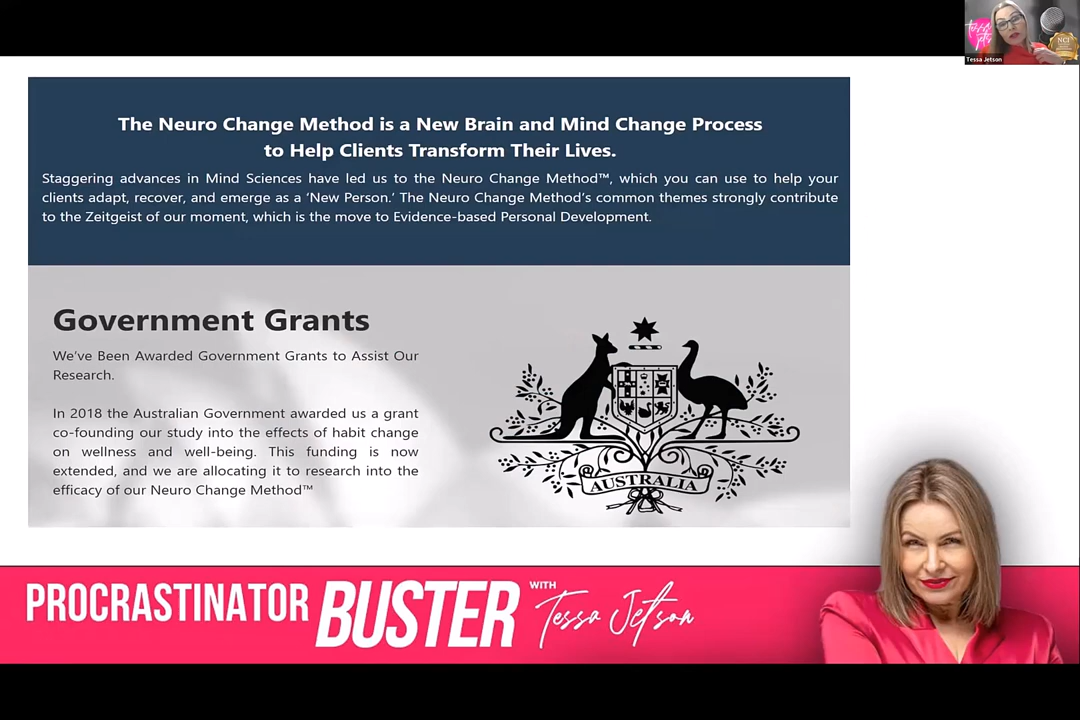 Tessa Jetson
NCI
The Neuro Change Method is a New Brain and Mind Change Process
to Help Clients Transform Their Lives.
Staggering advances in Mind Sciences have led us to the Neuro Change Method™, which you can use to help your
clients adapt, recover, and emerge as a ‘New Person.’ The Neuro Change Method’s common themes strongly contribute
to the Zeitgeist of our moment, which is the move to Evidence-based Personal Development.
Government Grants
We’ve Been Awarded Government Grants to Assist Our
Research.
In 2018 the Australian Government awarded us a grant
co-founding our study into the effects of habit change
on wellness and well-being. This funding is now
extended, and we are allocating it to research into the
efficacy of our Neuro Change Method™
AUSTRALIA
PROCRASTINATOR BUSTER WITH Tessa Jetson